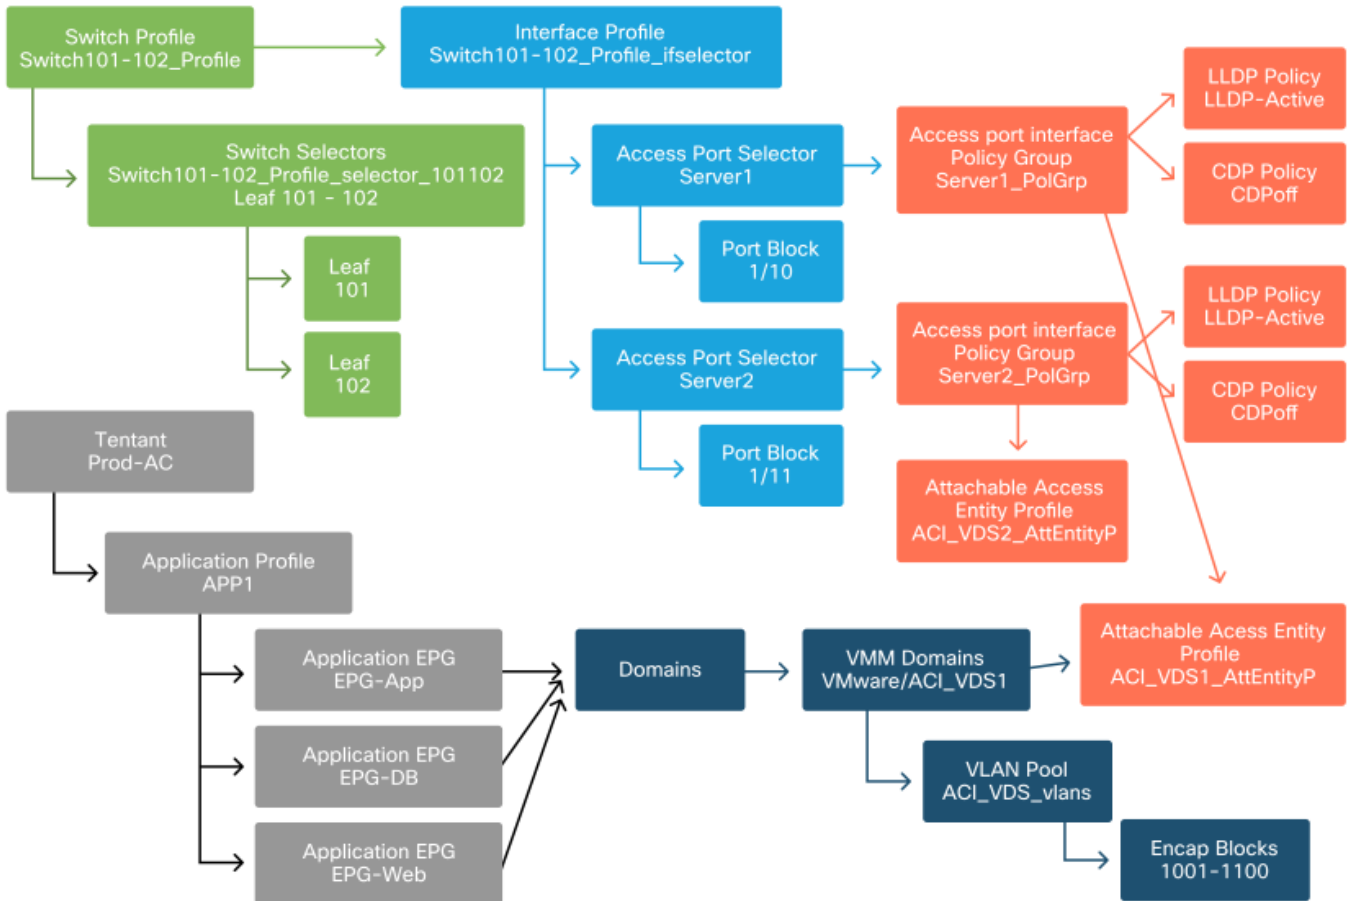 Switch Profile
Switch101-102_Profile
Interface Profile
Switch101-102_Profile_ifselector
LLDP Policy
LLDP-Active
Switch Selectors
Switch101-102_Profile_selector_101102
Leaf 101 - 102
Access Port Selector
Server1
Access port interface
Policy Group
Server1_PolGrp
CDP Policy
CDPoff
Leaf
101
Port Block
1/10
Leaf
102
Access Port Selector
Server2
Access port interface
Policy Group
Server2_PolGrp
LLDP Policy
LLDP-Active
CDP Policy
CDPoff
Tentant
Prod-AC
Port Block
1/11
Attachable Access
Entity Profile
ACI_VDS2_AttEntityP
Application Profile
APP1
Application EPG
EPG-App
Domains
VMM Domains
VMware/ACI_VDS1
Attachable Acess Entity
Profile
ACI_VDS1_AttEntityP
Application EPG
EPG-DB
VLAN Pool
ACI_VDS_vlans
Application EPG
EPG-Web
Encap Blocks
1001-1100